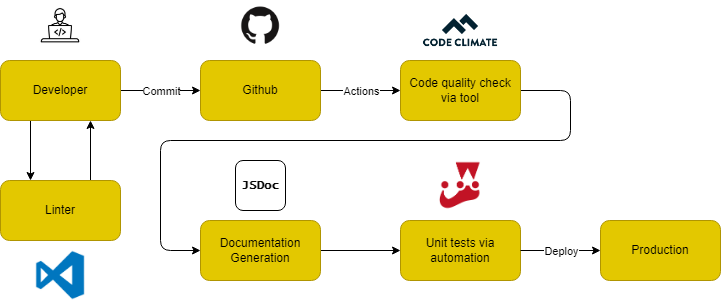 </>
CODE CLIMATE
Developer
Commit
Github
Actions
Code quality check
via tool
Linter
JSDoc
Documentation
Generation
Unit tests via
automation
Deploy
Production